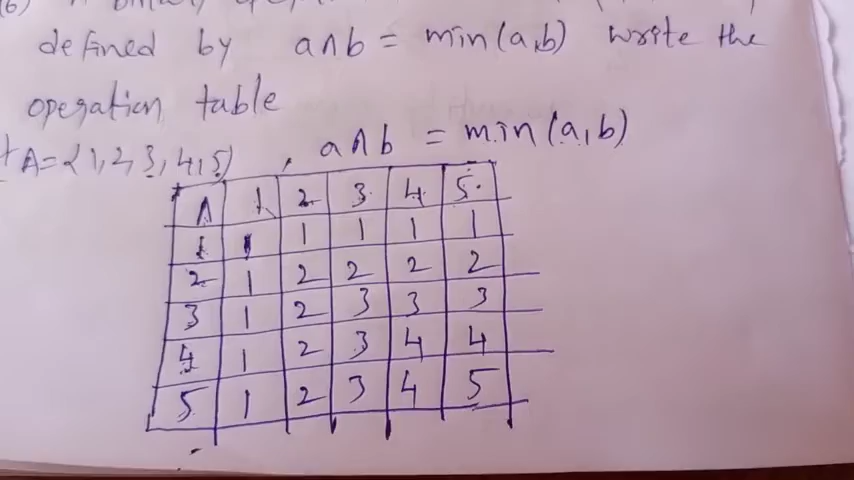 (6) A binary
defined by a∧b = min(a,b) write the
operation table
A={1,2,3,4,5}, a∧b = min(a,b)
∧ 1 2 3 4 5
1 1 1 1 1 1
2 1 2 2 2 2
3 1 2 3 3 3
4 1 2 3 4 4
5 1 2 3 4 5